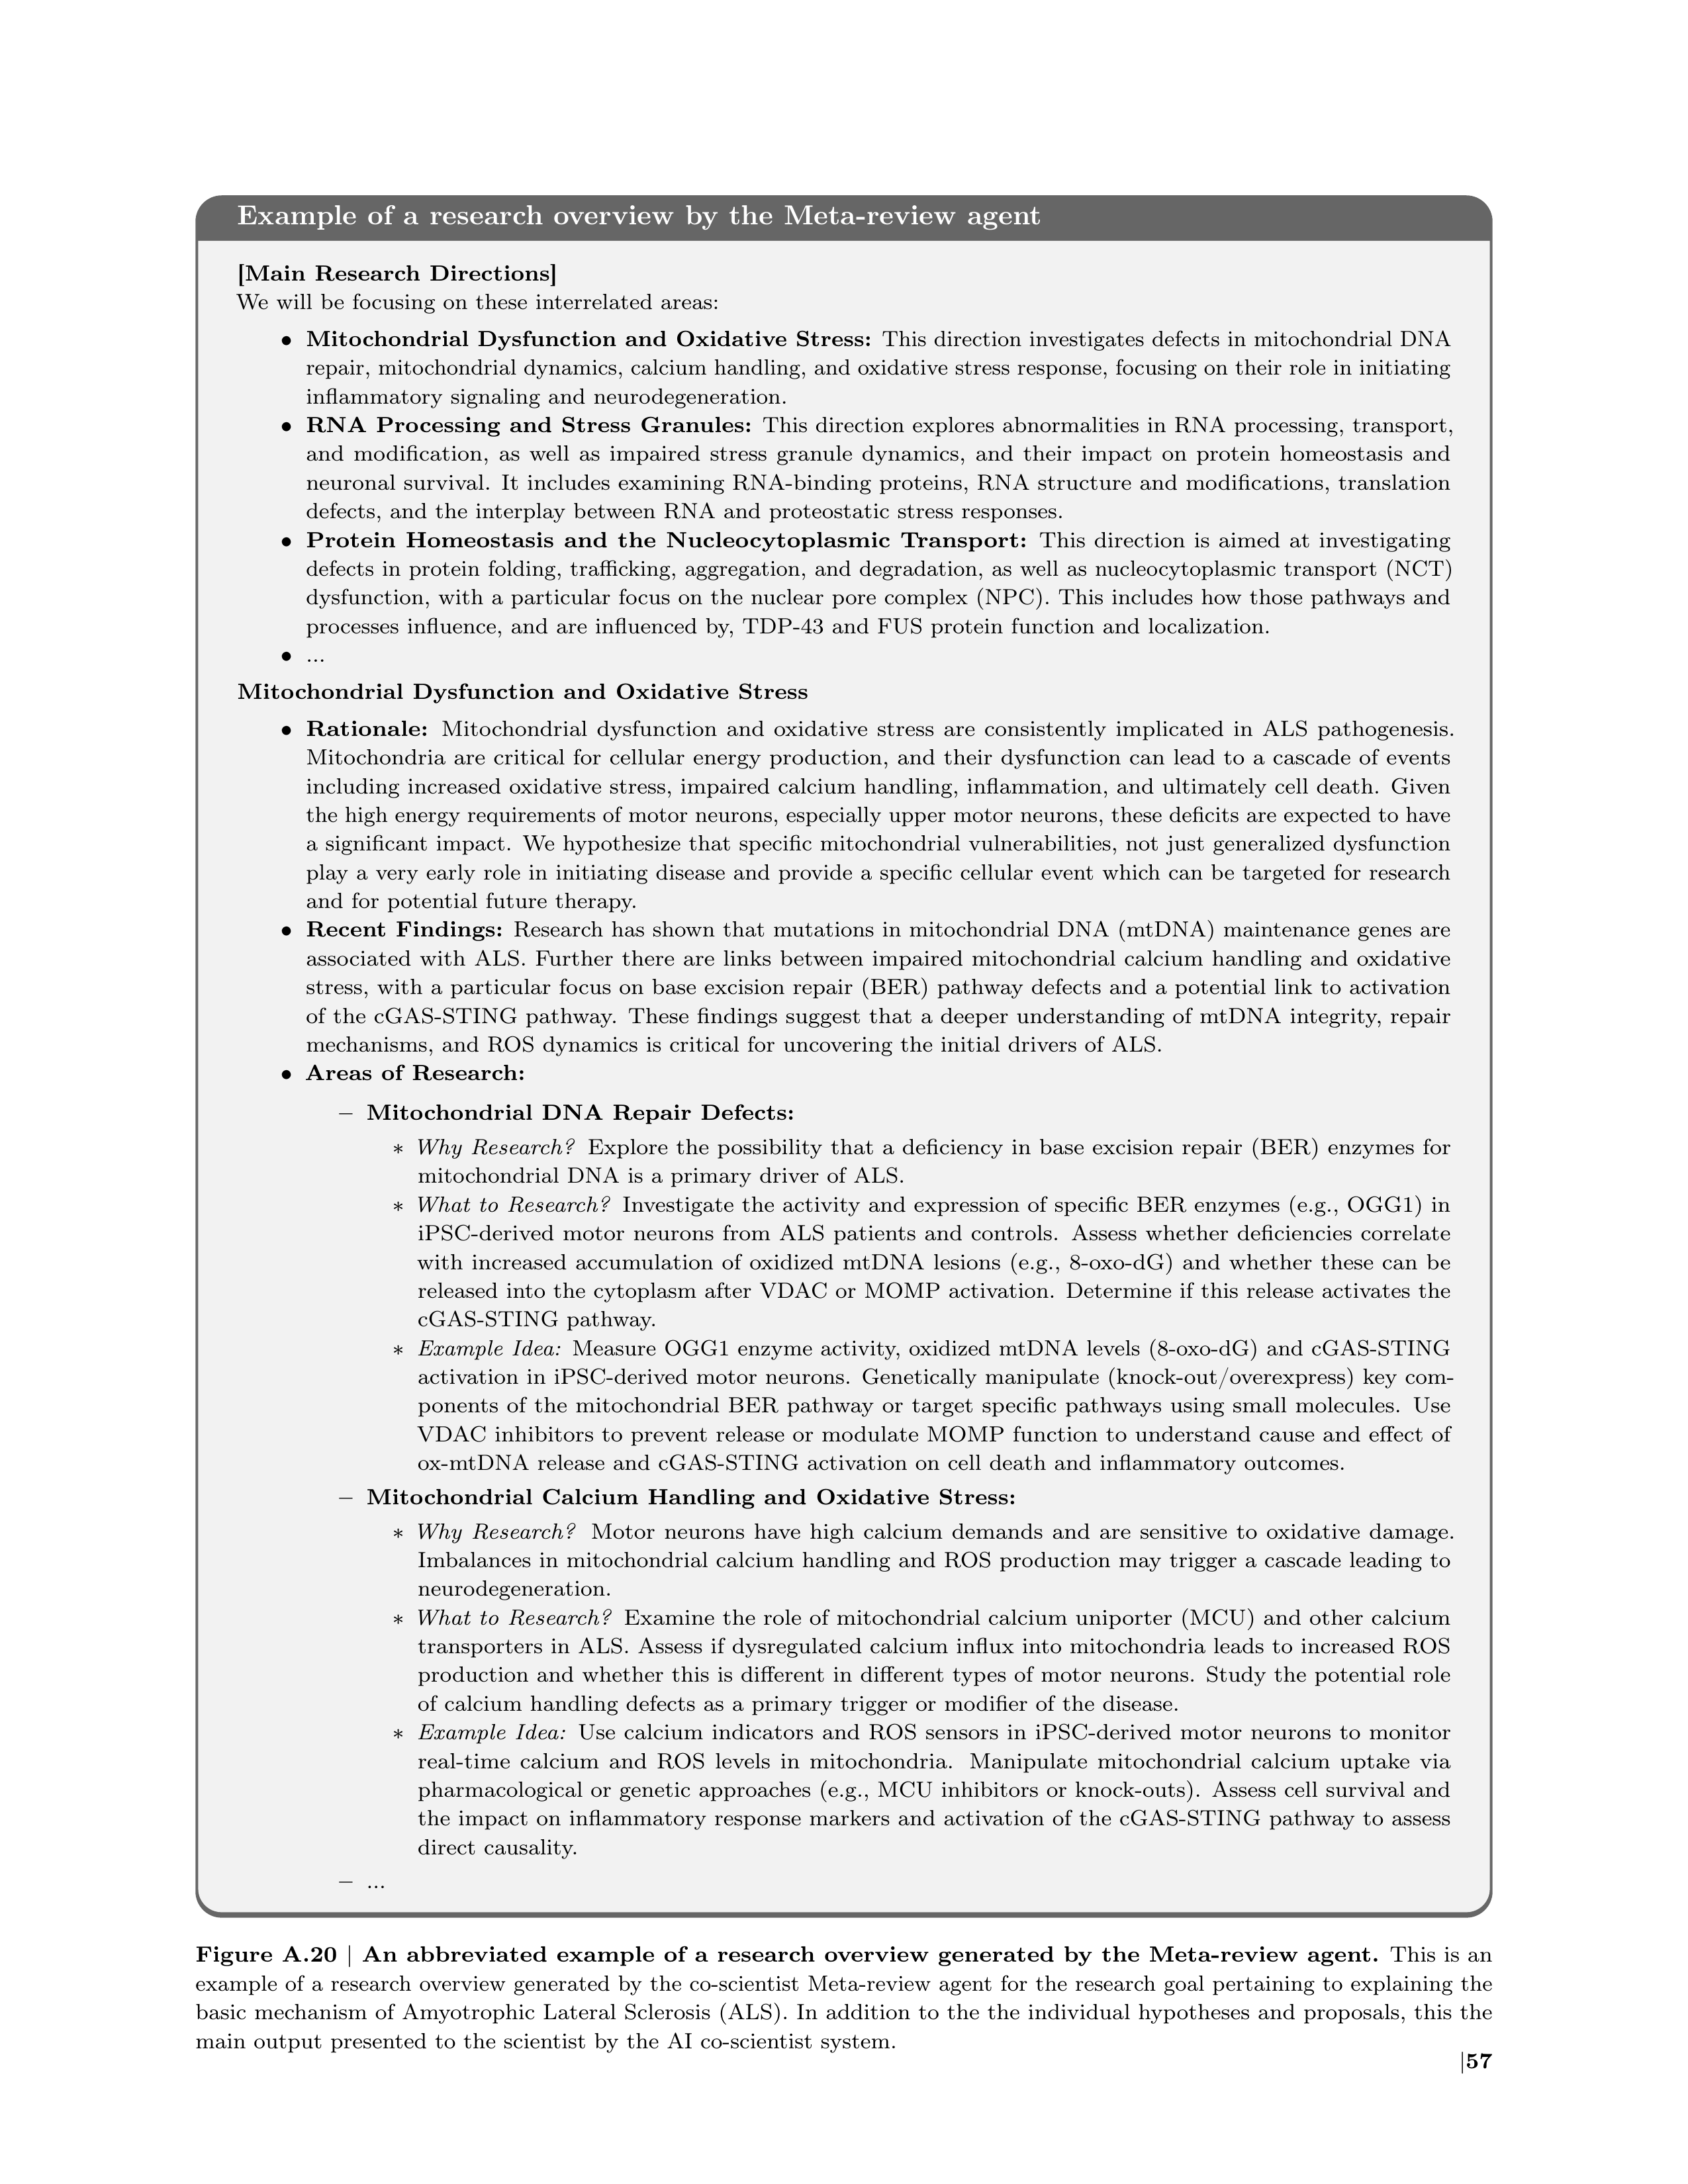 Example of a research overview by the Meta-review agent
[Main Research Directions]
We will be focusing on these interrelated areas:
• Mitochondrial Dysfunction and Oxidative Stress: This direction investigates defects in mitochondrial DNA
repair, mitochondrial dynamics, calcium handling, and oxidative stress response, focusing on their role in initiating
inflammatory signaling and neurodegeneration.
• RNA Processing and Stress Granules: This direction explores abnormalities in RNA processing, transport,
and modification, as well as impaired stress granule dynamics, and their impact on protein homeostasis and
neuronal survival. It includes examining RNA-binding proteins, RNA structure and modifications, translation
defects, and the interplay between RNA and proteostatic stress responses.
• Protein Homeostasis and the Nucleocytoplasmic Transport: This direction is aimed at investigating
defects in protein folding, trafficking, aggregation, and degradation, as well as nucleocytoplasmic transport (NCT)
dysfunction, with a particular focus on the nuclear pore complex (NPC). This includes how those pathways and
processes influence, and are influenced by, TDP-43 and FUS protein function and localization.
• ...
Mitochondrial Dysfunction and Oxidative Stress
• Rationale: Mitochondrial dysfunction and oxidative stress are consistently implicated in ALS pathogenesis.
Mitochondria are critical for cellular energy production, and their dysfunction can lead to a cascade of events
including increased oxidative stress, impaired calcium handling, inflammation, and ultimately cell death. Given
the high energy requirements of motor neurons, especially upper motor neurons, these deficits are expected to have
a significant impact. We hypothesize that specific mitochondrial vulnerabilities, not just generalized dysfunction
play a very early role in initiating disease and provide a specific cellular event which can be targeted for research
and for potential future therapy.
• Recent Findings: Research has shown that mutations in mitochondrial DNA (mtDNA) maintenance genes are
associated with ALS. Further there are links between impaired mitochondrial calcium handling and oxidative
stress, with a particular focus on base excision repair (BER) pathway defects and a potential link to activation
of the cGAS-STING pathway. These findings suggest that a deeper understanding of mtDNA integrity, repair
mechanisms, and ROS dynamics is critical for uncovering the initial drivers of ALS.
• Areas of Research:
– Mitochondrial DNA Repair Defects:
∗ Why Research? Explore the possibility that a deficiency in base excision repair (BER) enzymes for
mitochondrial DNA is a primary driver of ALS.
∗ What to Research? Investigate the activity and expression of specific BER enzymes (e.g., OGG1) in
iPSC-derived motor neurons from ALS patients and controls. Assess whether deficiencies correlate
with increased accumulation of oxidized mtDNA lesions (e.g., 8-oxo-dG) and whether these can be
released into the cytoplasm after VDAC or MOMP activation. Determine if this release activates the
cGAS-STING pathway.
∗ Example Idea: Measure OGG1 enzyme activity, oxidized mtDNA levels (8-oxo-dG) and cGAS-STING
activation in iPSC-derived motor neurons. Genetically manipulate (knock-out/overexpress) key com-
ponents of the mitochondrial BER pathway or target specific pathways using small molecules. Use
VDAC inhibitors to prevent release or modulate MOMP function to understand cause and effect of
ox-mtDNA release and cGAS-STING activation on cell death and inflammatory outcomes.
– Mitochondrial Calcium Handling and Oxidative Stress:
∗ Why Research? Motor neurons have high calcium demands and are sensitive to oxidative damage.
Imbalances in mitochondrial calcium handling and ROS production may trigger a cascade leading to
neurodegeneration.
∗ What to Research? Examine the role of mitochondrial calcium uniporter (MCU) and other calcium
transporters in ALS. Assess if dysregulated calcium influx into mitochondria leads to increased ROS
production and whether this is different in different types of motor neurons. Study the potential role
of calcium handling defects as a primary trigger or modifier of the disease.
∗ Example Idea: Use calcium indicators and ROS sensors in iPSC-derived motor neurons to monitor
real-time calcium and ROS levels in mitochondria. Manipulate mitochondrial calcium uptake via
pharmacological or genetic approaches (e.g., MCU inhibitors or knock-outs). Assess cell survival and
the impact on inflammatory response markers and activation of the cGAS-STING pathway to assess
direct causality.
– ...
Figure A.20 | An abbreviated example of a research overview generated by the Meta-review agent. This is an
example of a research overview generated by the co-scientist Meta-review agent for the research goal pertaining to explaining the
basic mechanism of Amyotrophic Lateral Sclerosis (ALS). In addition to the the individual hypotheses and proposals, this the
main output presented to the scientist by the AI co-scientist system.
|57